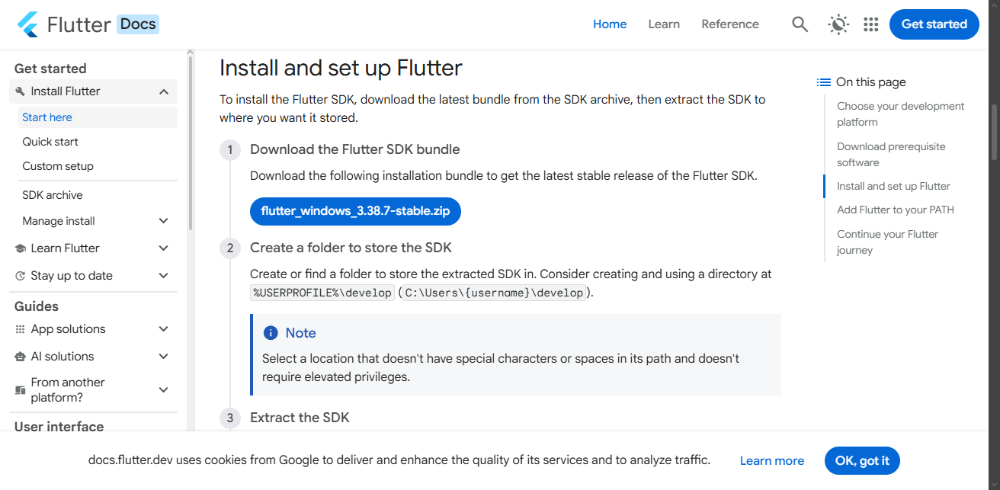 Flutter Docs
Home
Learn
Reference
Get started
Get started
Install Flutter
Start here
Quick start
Custom setup
SDK archive
Manage install
Learn Flutter
Stay up to date
Guides
App solutions
AI solutions
From another
platform?
User interface
Install and set up Flutter
To install the Flutter SDK, download the latest bundle from the SDK archive, then extract the SDK to
where you want it stored.
1 Download the Flutter SDK bundle
Download the following installation bundle to get the latest stable release of the Flutter SDK.
flutter_windows_3.38.7-stable.zip
2 Create a folder to store the SDK
Create or find a folder to store the extracted SDK in. Consider creating and using a directory at
%USERPROFILE%\develop (C:\Users\{username}\develop).
Note
Select a location that doesn't have special characters or spaces in its path and doesn't
require elevated privileges.
3 Extract the SDK
On this page
Choose your development
platform
Download prerequisite
software
Install and set up Flutter
Add Flutter to your PATH
Continue your Flutter
journey
docs.flutter.dev uses cookies from Google to deliver and enhance the quality of its services and to analyze traffic.
Learn more
OK, got it